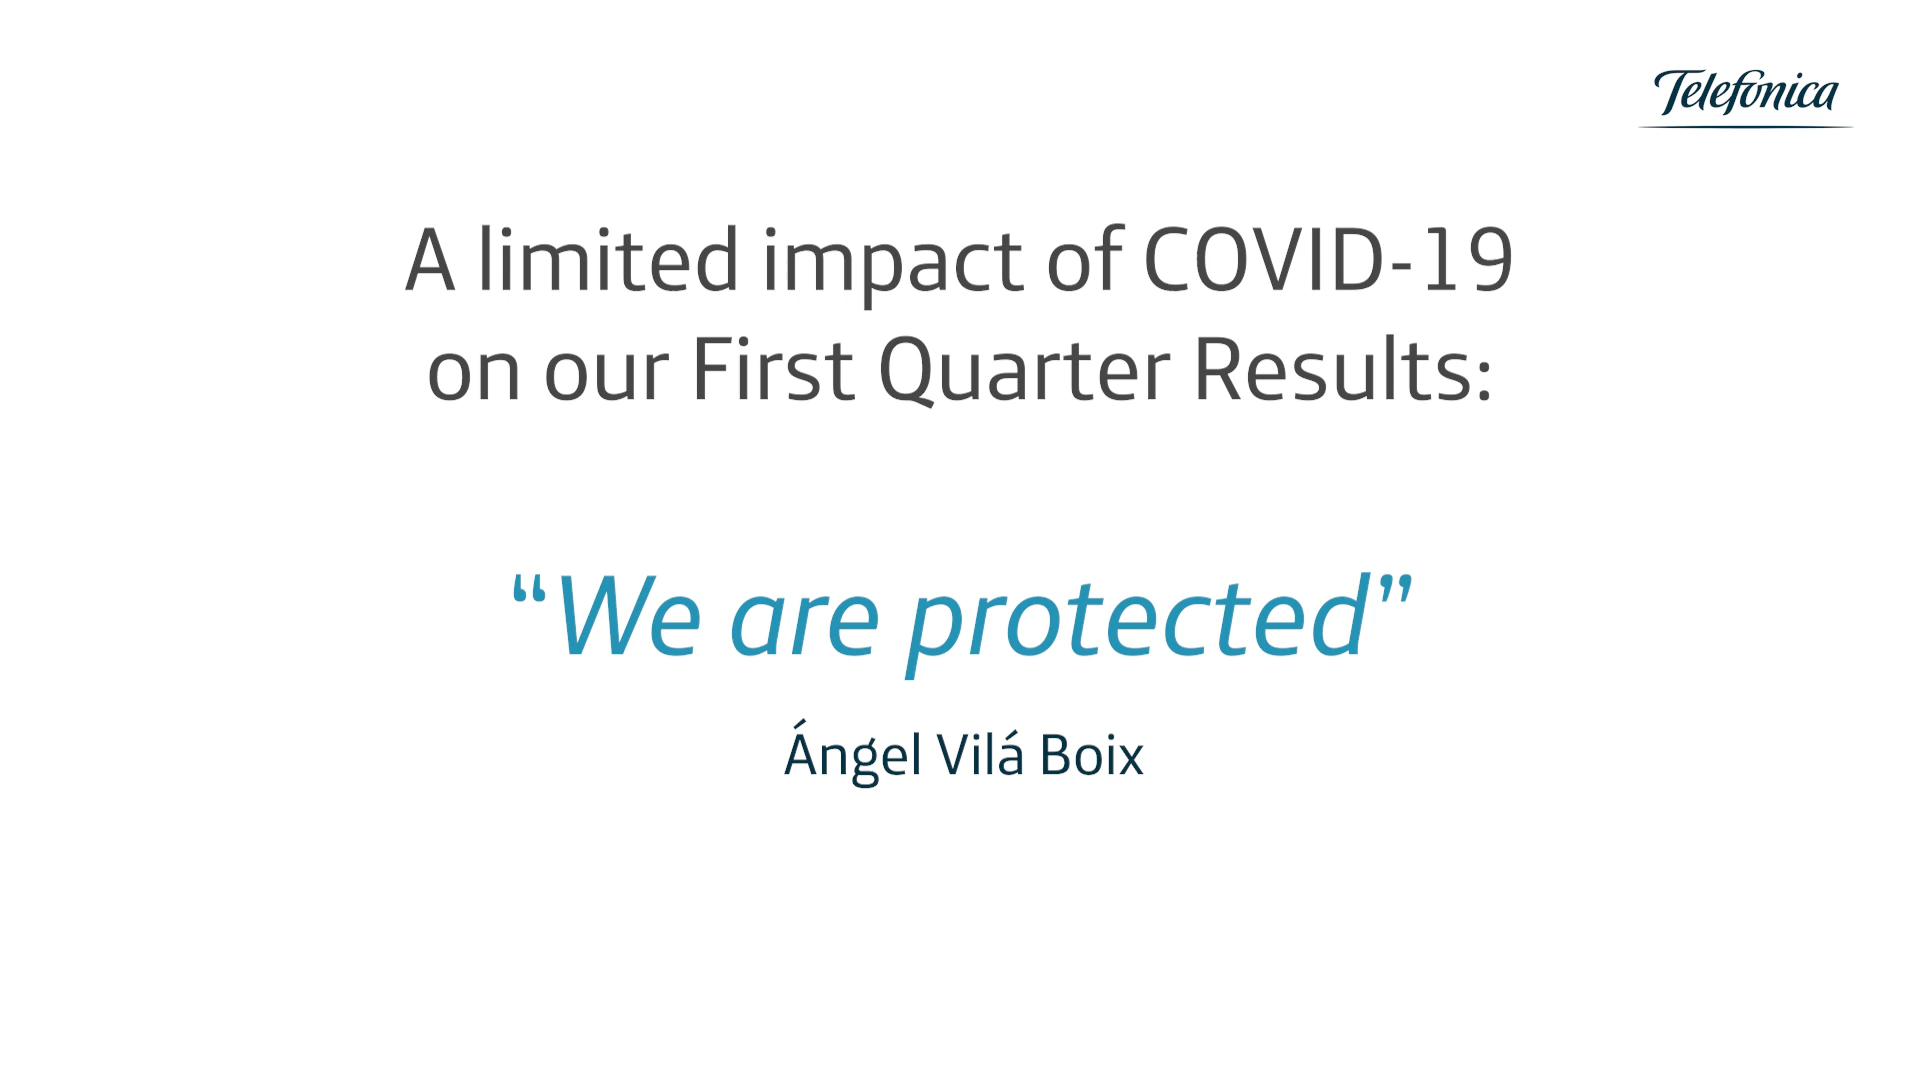 Telefónica
A limited impact of COVID-19
on our First Quarter Results:
“We are protected”
Ángel Vilá Boix